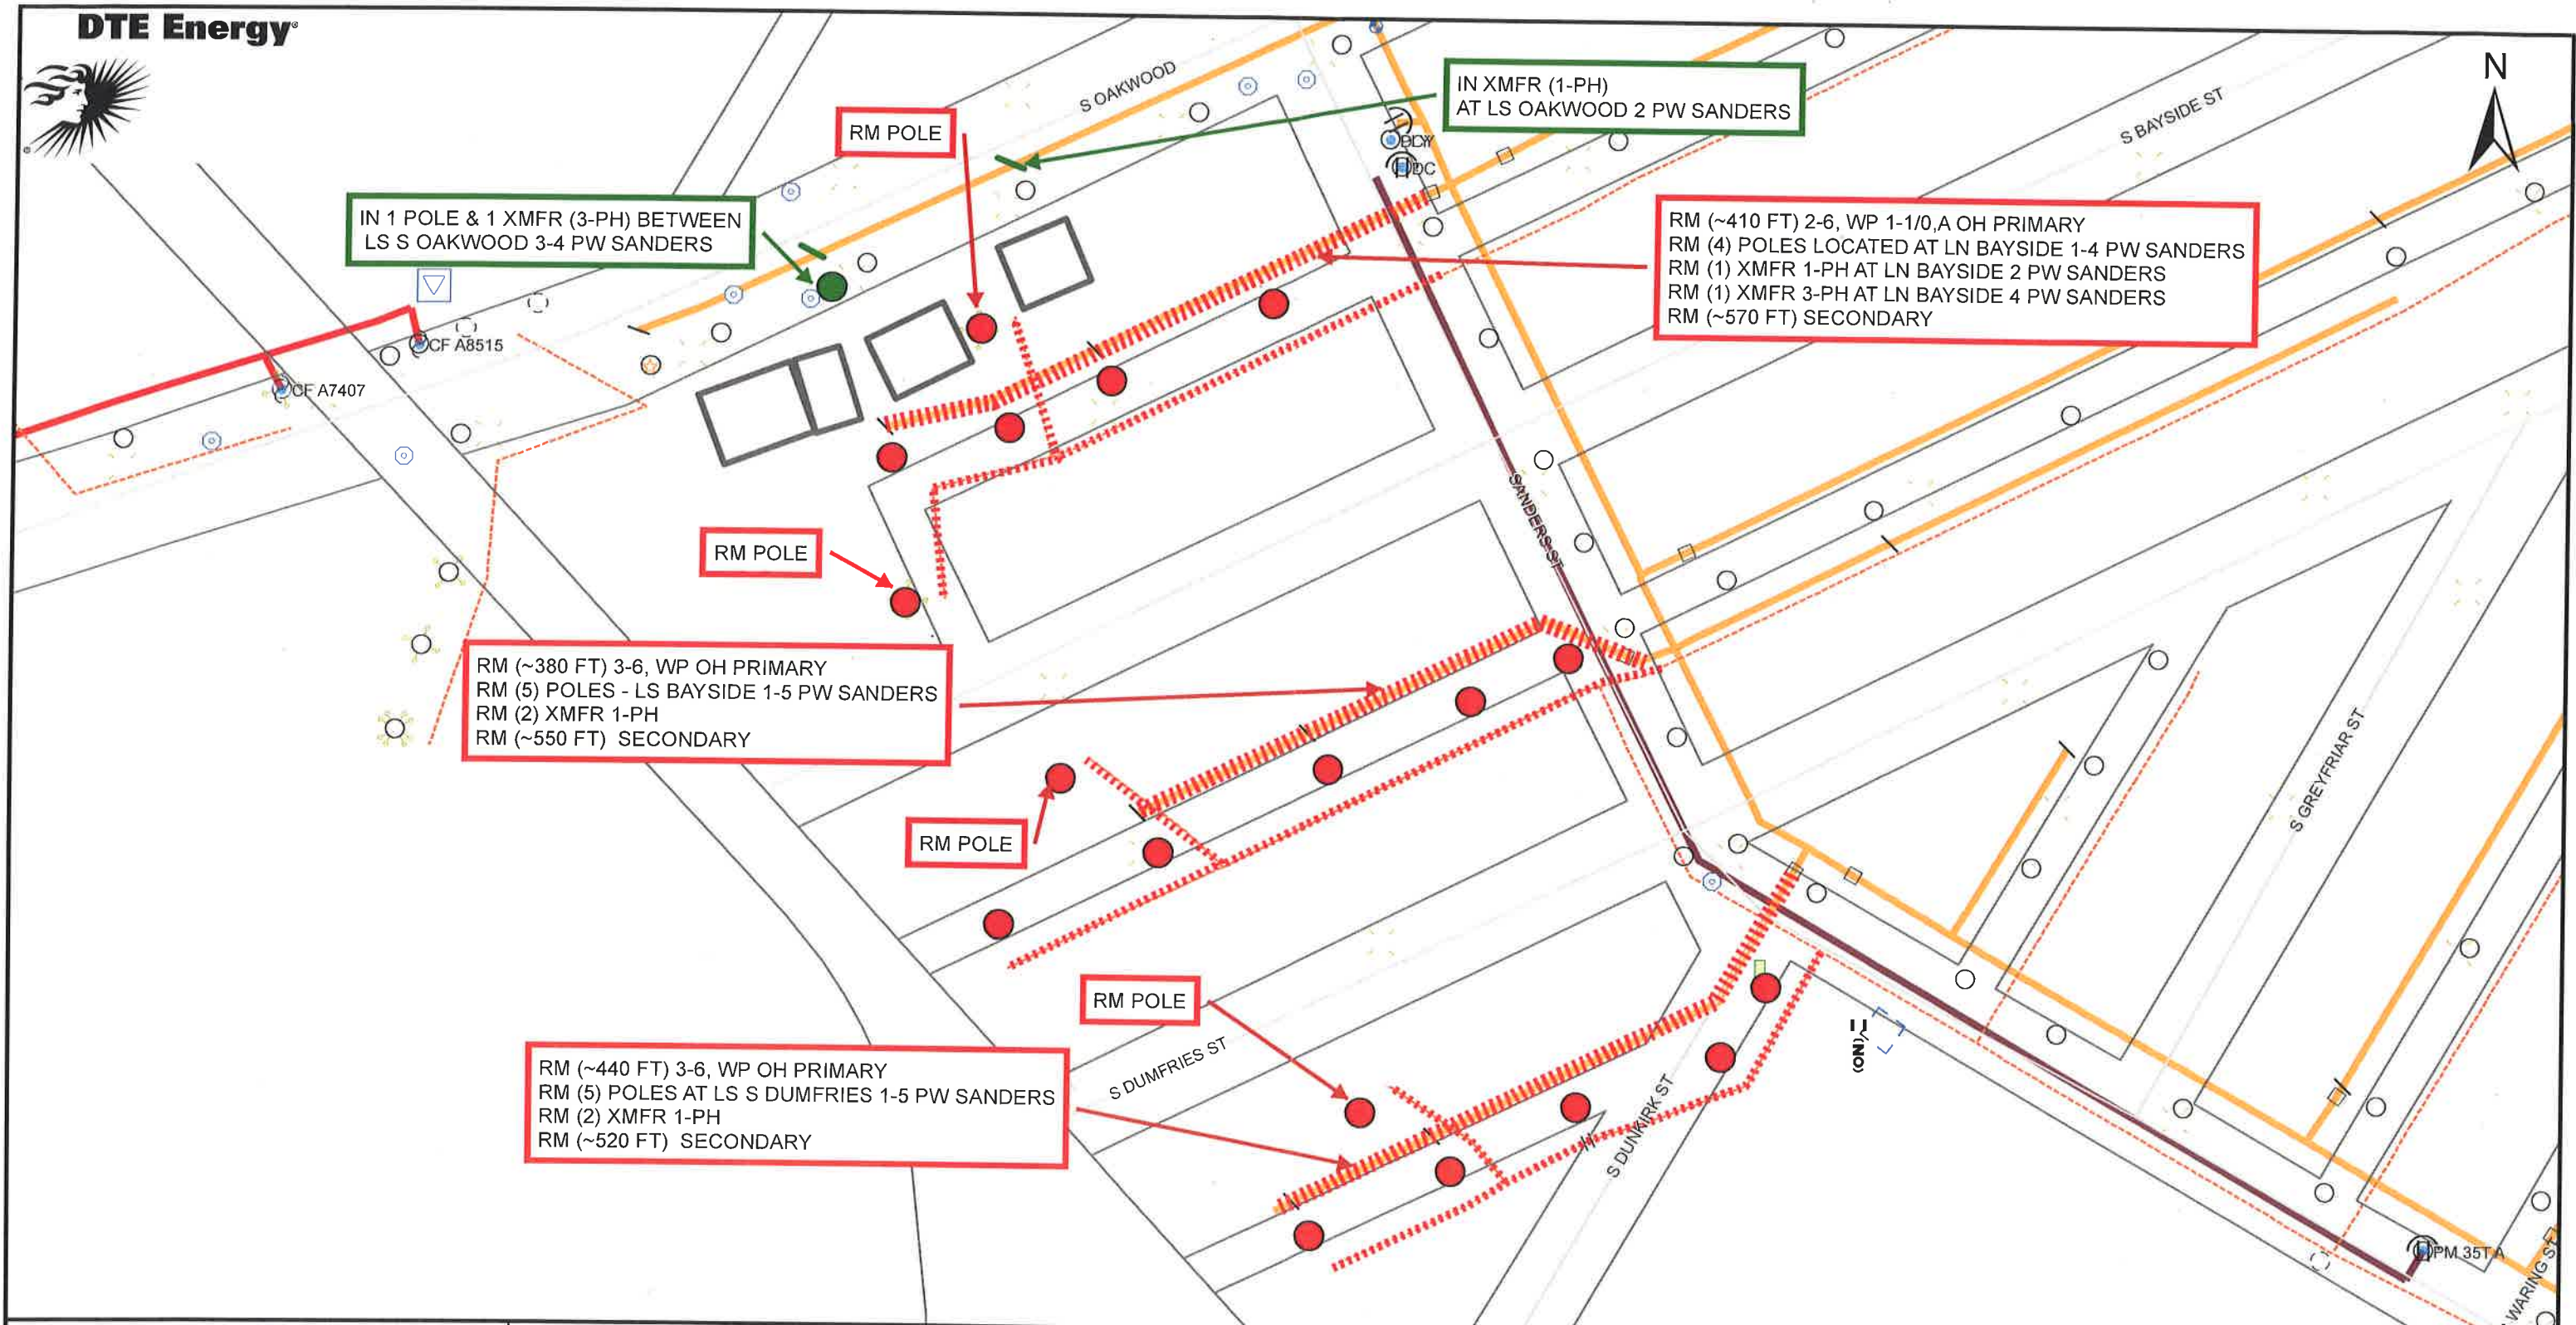 DTE Energy®
N
S OAKWOOD
IN XMFR (1-PH)
AT LS OAKWOOD 2 PW SANDERS
S BAYSIDE ST
RM POLE
DC
IN 1 POLE & 1 XMFR (3-PH) BETWEEN
LS S OAKWOOD 3-4 PW SANDERS
RM (~410 FT) 2-6, WP 1-1/0,A OH PRIMARY
RM (4) POLES LOCATED AT LN BAYSIDE 1-4 PW SANDERS
RM (1) XMFR 1-PH AT LN BAYSIDE 2 PW SANDERS
RM (1) XMFR 3-PH AT LN BAYSIDE 4 PW SANDERS
RM (~570 FT) SECONDARY
CF A8515
CF A7407
SANDERS ST
RM POLE
RM (~380 FT) 3-6, WP OH PRIMARY
RM (5) POLES - LS BAYSIDE 1-5 PW SANDERS
RM (2) XMFR 1-PH
RM (~550 FT) SECONDARY
S GREYFRIAR ST
RM POLE
RM POLE
(NO)
S DUMFRIES ST
RM (~440 FT) 3-6, WP OH PRIMARY
RM (5) POLES AT LS S DUMFRIES 1-5 PW SANDERS
RM (2) XMFR 1-PH
RM (~520 FT) SECONDARY
S DUNKIRK ST
PM 35T A
WARING ST